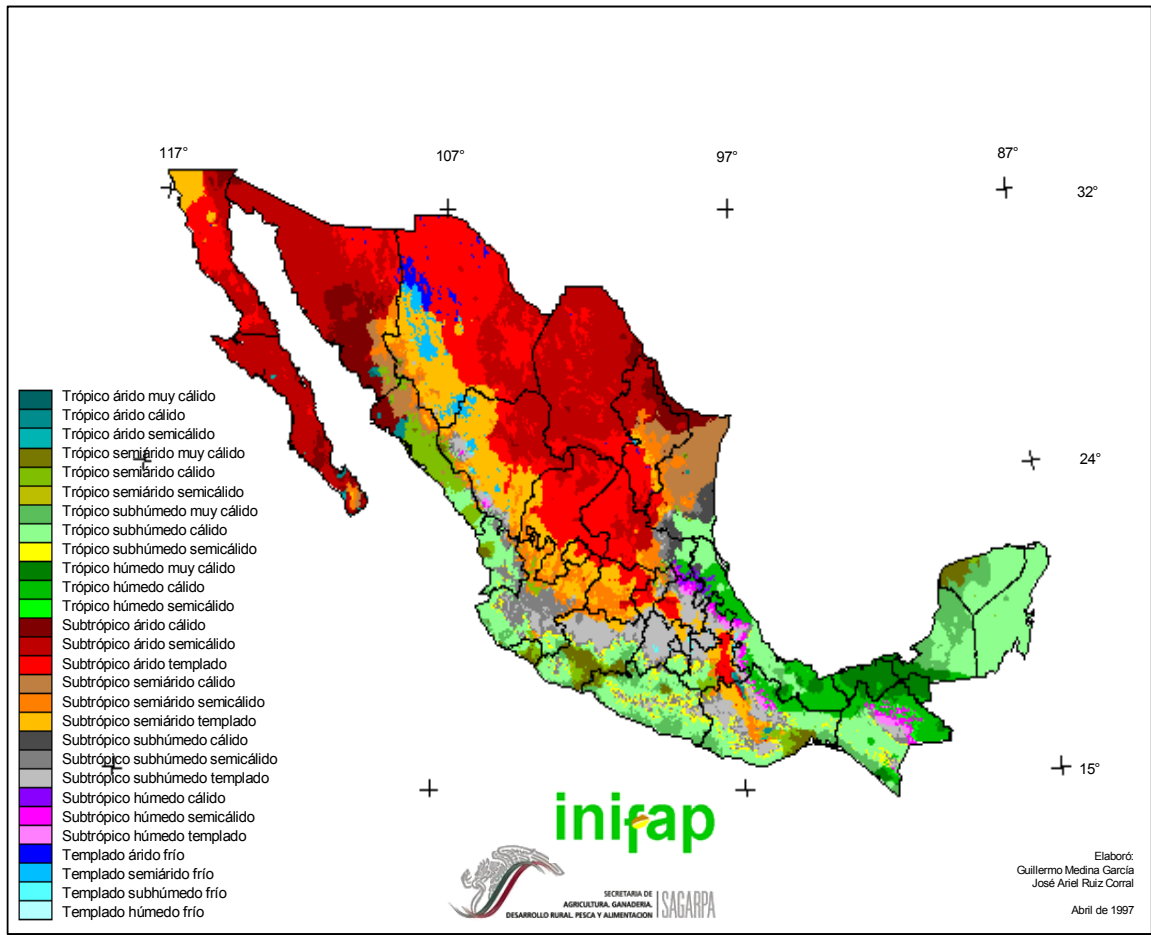 117°
107°
97°
87°
32°
24°
15°
Trópico árido muy cálido
Trópico árido cálido
Trópico árido semicálido
Trópico semiárido muy cálido
Trópico semiárido cálido
Trópico semiárido semicálido
Trópico subhúmedo muy cálido
Trópico subhúmedo cálido
Trópico subhúmedo semicálido
Trópico húmedo muy cálido
Trópico húmedo cálido
Trópico húmedo semicálido
Subtrópico árido cálido
Subtrópico árido semicálido
Subtrópico árido templado
Subtrópico semiárido cálido
Subtrópico semiárido semicálido
Subtrópico semiárido templado
Subtrópico subhúmedo cálido
Subtrópico subhúmedo semicálido
Subtrópico subhúmedo templado
Subtrópico húmedo cálido
Subtrópico húmedo semicálido
Subtrópico húmedo templado
Templado árido frío
Templado semiárido frío
Templado subhúmedo frío
Templado húmedo frío
inifap
SECRETARIA DE
AGRICULTURA, GANADERIA,
DESARROLLO RURAL, PESCA Y ALIMENTACION
SAGARPA
Elaboró:
Guillermo Medina García
José Ariel Ruiz Corral
Abril de 1997